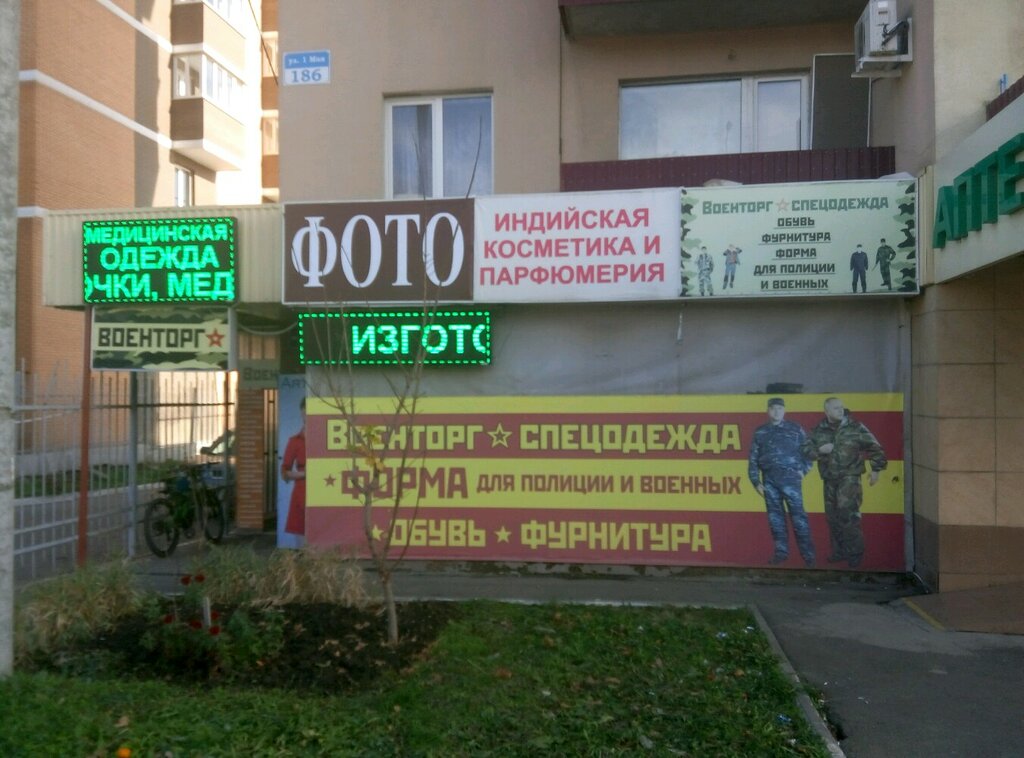 ул. 1 Мая
186
МЕДИЦИНСКАЯ
ОДЕЖДА
ОЧКИ, МЕД
ВОЕНТОРГ
ФОТО
ИНДИЙСКАЯ
КОСМЕТИКА И
ПАРФЮМЕРИЯ
ВОЕНТОРГ СПЕЦОДЕЖДА
ОБУВЬ
ФУРНИТУРА
ФОРМА
ДЛЯ ПОЛИЦИИ
И ВОЕННЫХ
АПТЕ
ИЗГОТО
ВОЕНТОРГ СПЕЦОДЕЖДА
ФОРМА ДЛЯ ПОЛИЦИИ И ВОЕННЫХ
ОБУВЬ ФУРНИТУРА